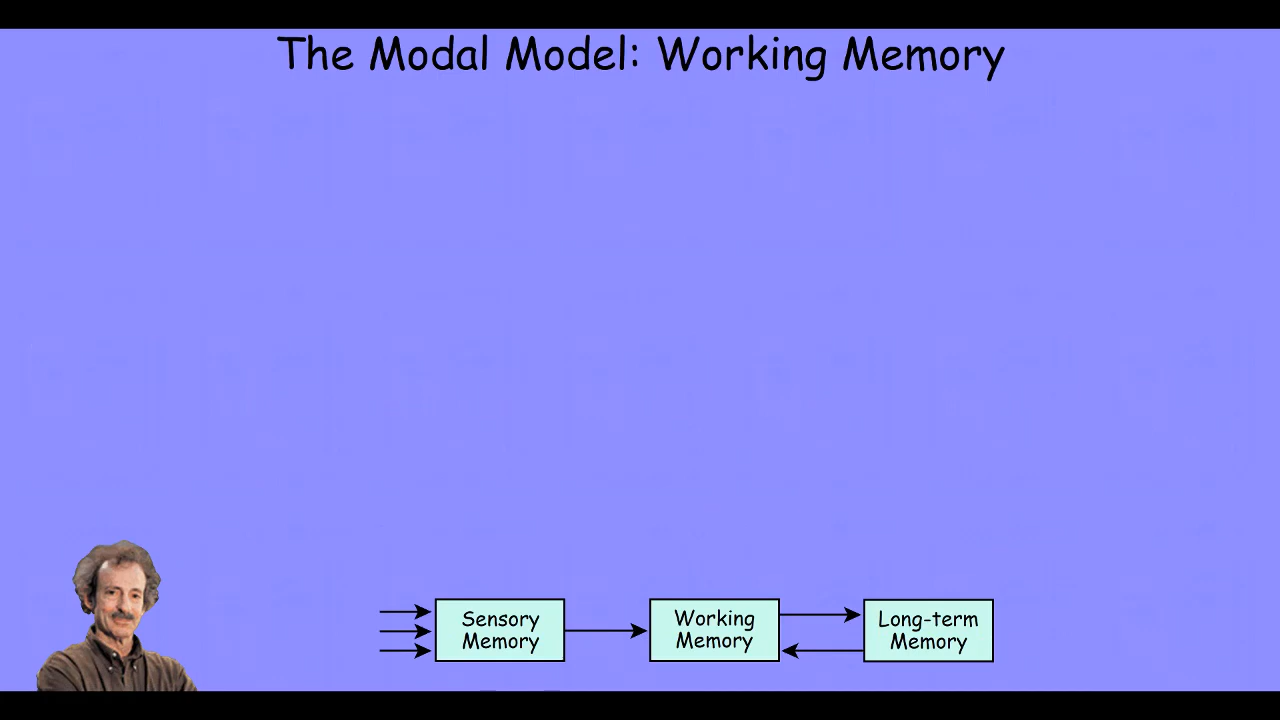 The Modal Model: Working Memory
Sensory
Memory
Working
Memory
Long-term
Memory